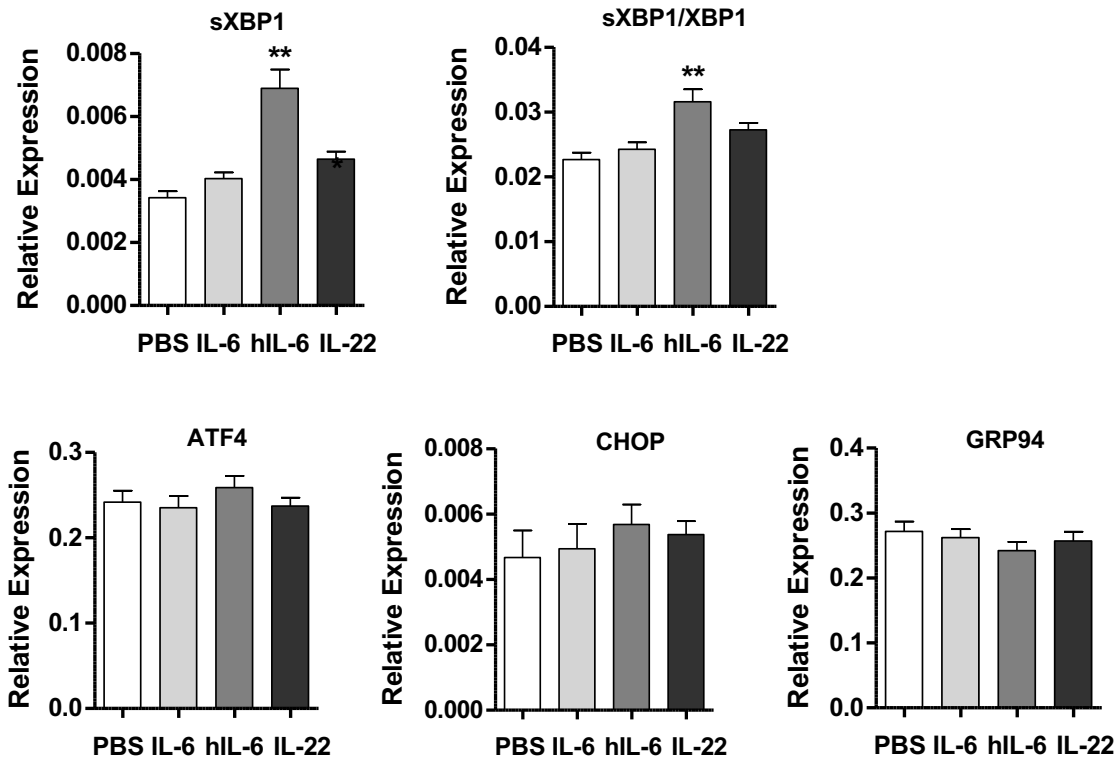 sXBP1
**
*
Relative Expression
0.008
0.006
0.004
0.002
0.000
PBS IL-6 hIL-6 IL-22
sXBP1/XBP1
**
Relative Expression
0.04
0.03
0.02
0.01
0.00
PBS IL-6 hIL-6 IL-22
ATF4
Relative Expression
0.3
0.2
0.1
0.0
PBS IL-6 hIL-6 IL-22
CHOP
Relative Expression
0.008
0.006
0.004
0.002
0.000
PBS IL-6 hIL-6 IL-22
GRP94
Relative Expression
0.4
0.3
0.2
0.1
0.0
PBS IL-6 hIL-6 IL-22